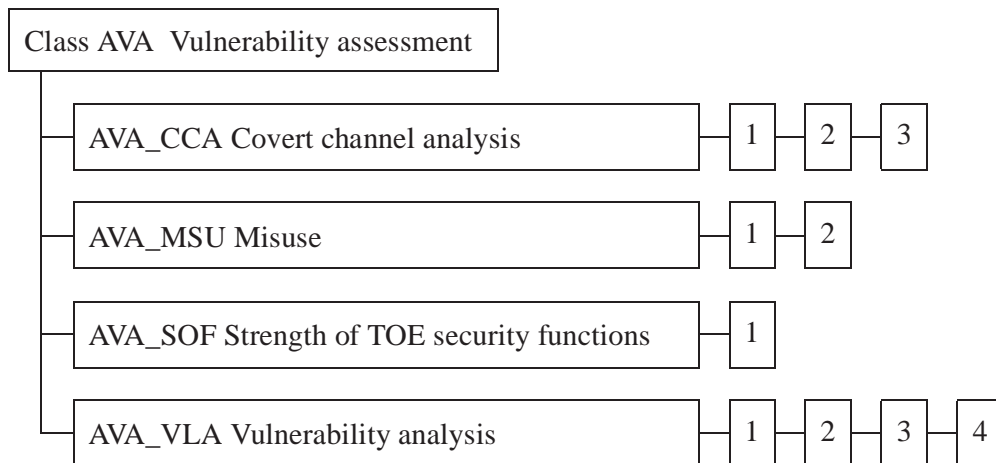 Class AVA  Vulnerability assessment
AVA_CCA Covert channel analysis 1 2 3
AVA_MSU Misuse 1 2
AVA_SOF Strength of TOE security functions 1
AVA_VLA Vulnerability analysis 1 2 3 4